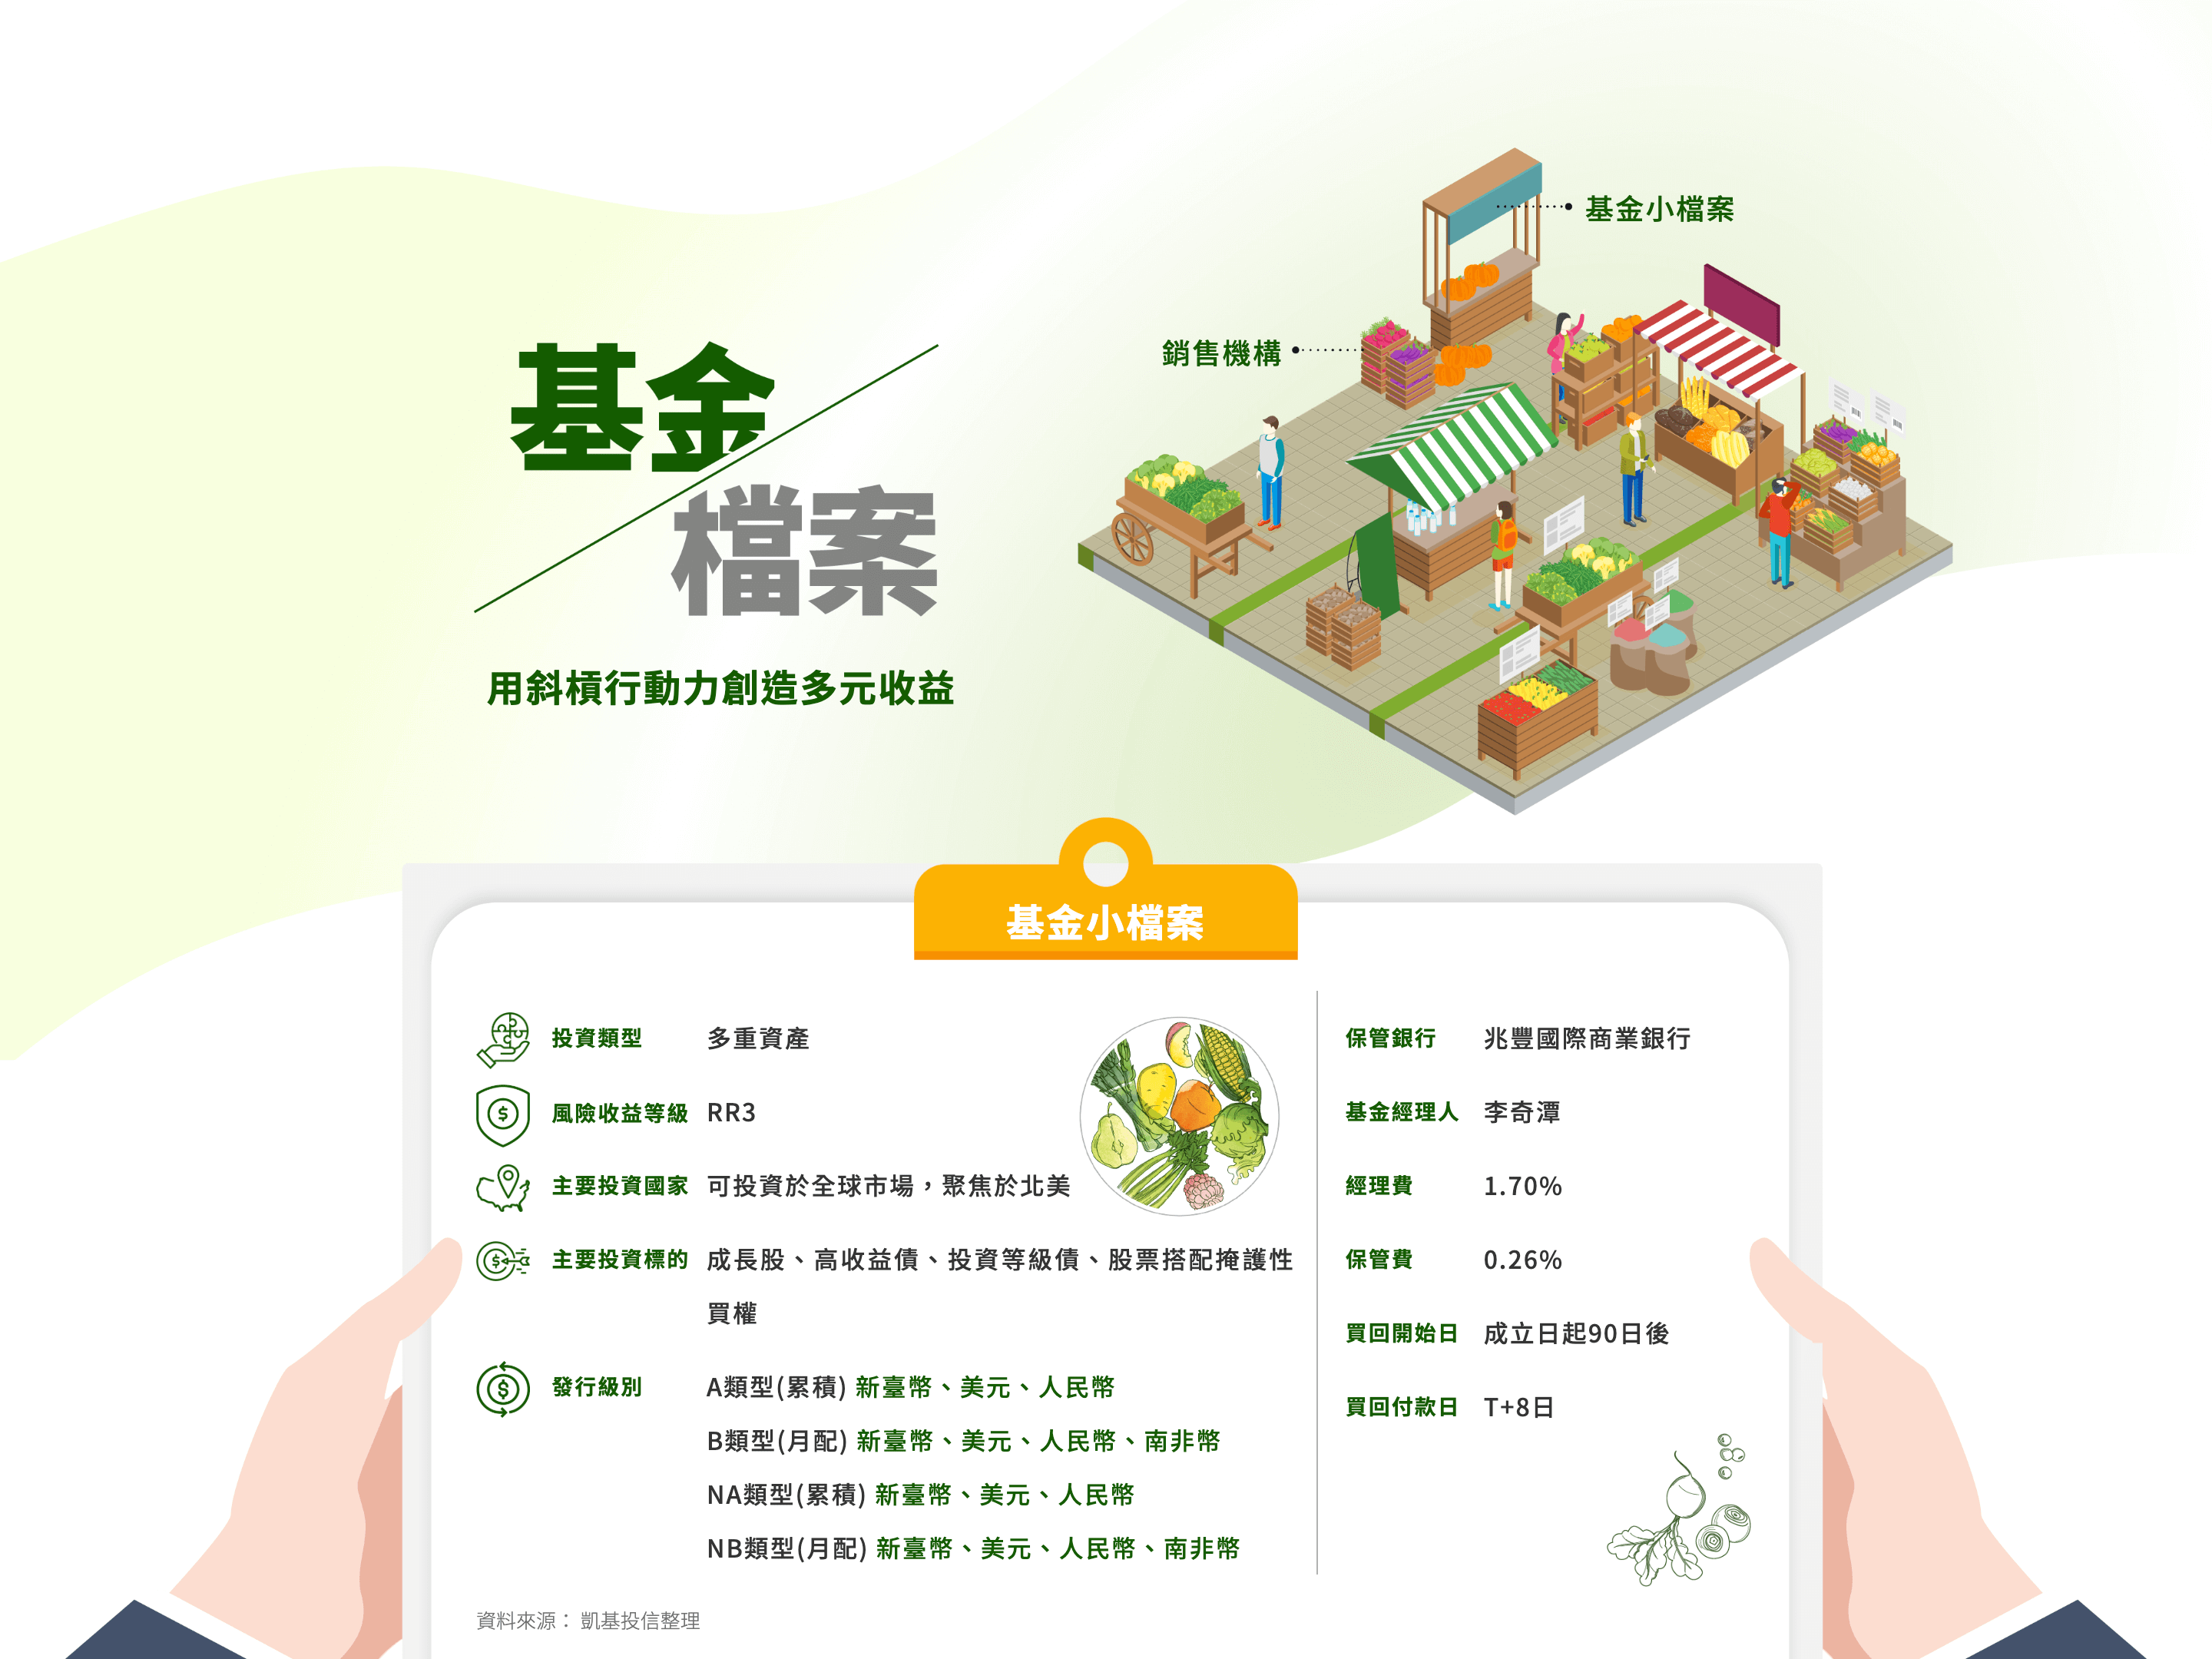 基金小檔案
銷售機構
基金
檔案
用斜槓行動力創造多元收益
基金小檔案
投資類型 多重資產
風險收益等級 RR3
主要投資國家 可投資於全球市場，聚焦於北美
主要投資標的 成長股、高收益債、投資等級債、股票搭配掩護性
買權
發行級別 A類型(累積) 新臺幣、美元、人民幣
B類型(月配) 新臺幣、美元、人民幣、南非幣
NA類型(累積) 新臺幣、美元、人民幣
NB類型(月配) 新臺幣、美元、人民幣、南非幣
保管銀行 兆豐國際商業銀行
基金經理人 李奇潭
經理費 1.70%
保管費 0.26%
買回開始日 成立日起90日後
買回付款日 T+8日
資料來源： 凱基投信整理